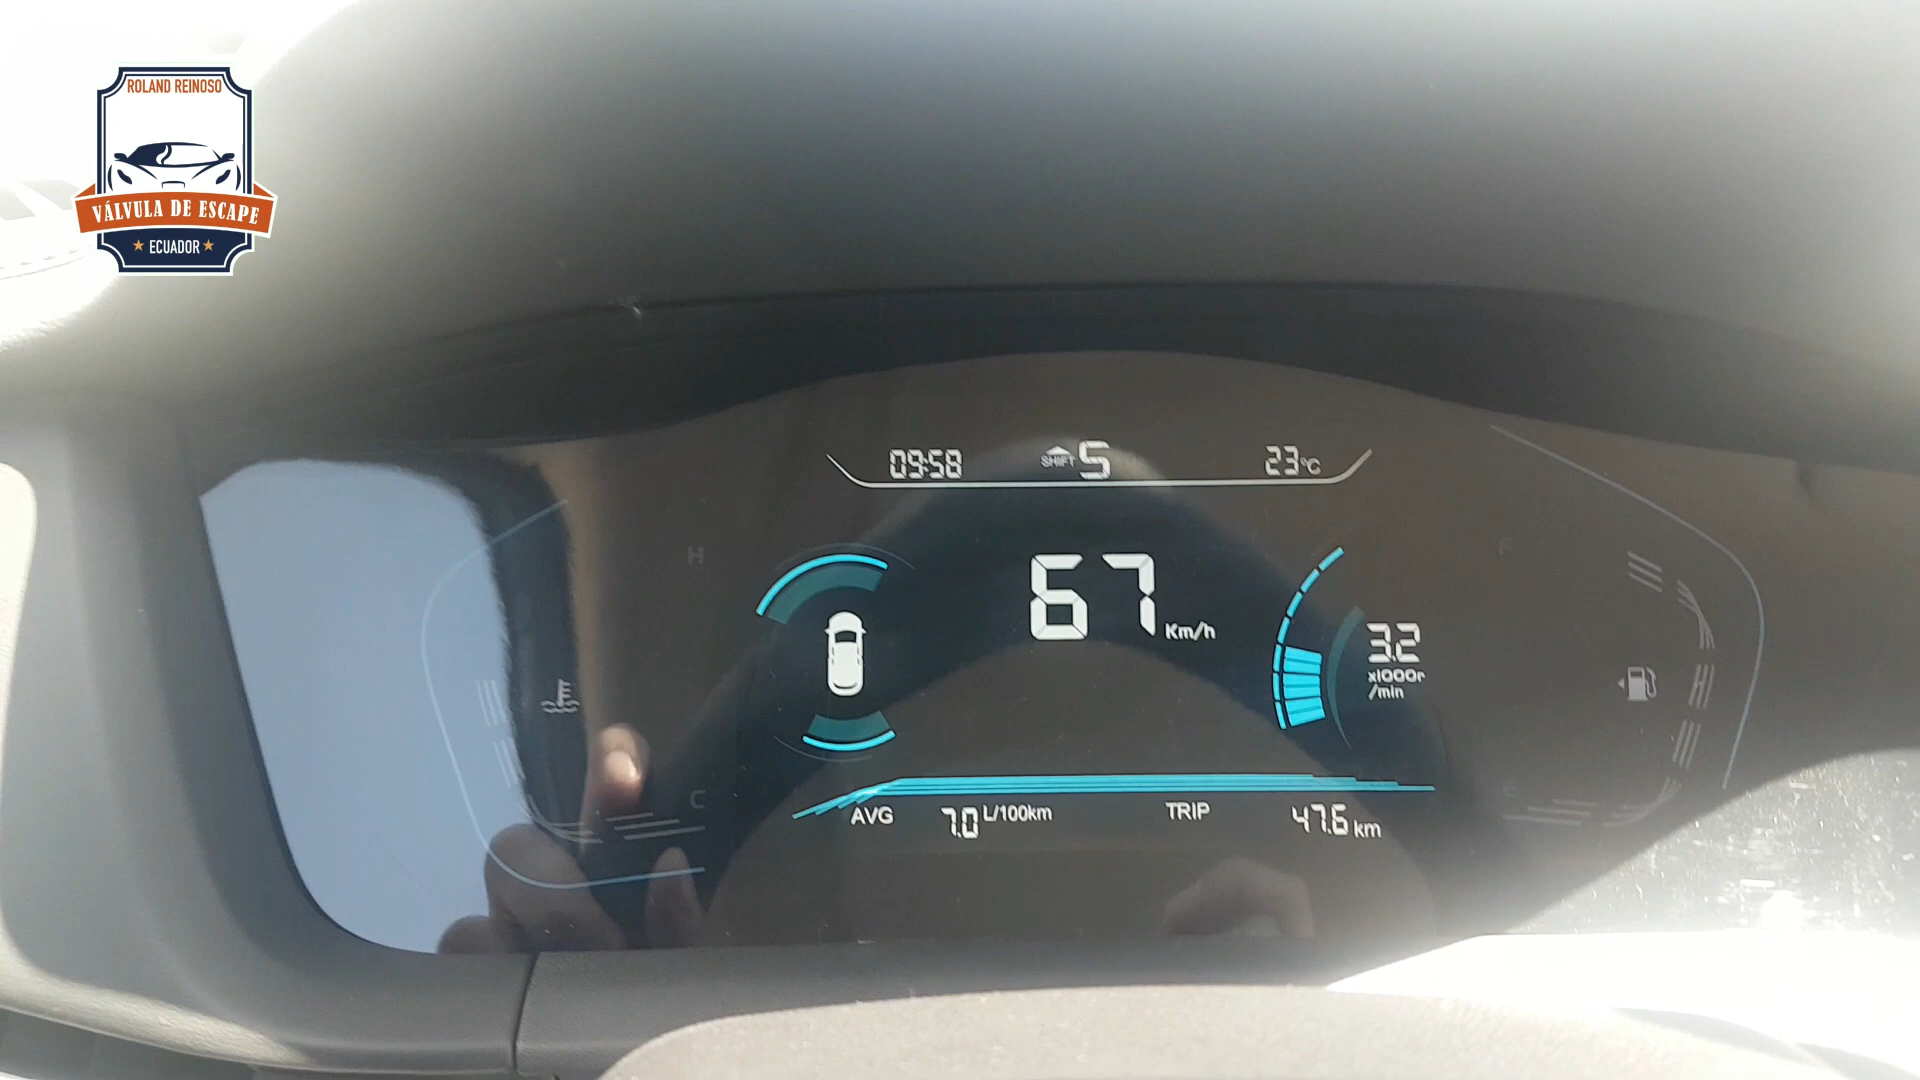 ROLAND REINOSO
VÁLVULA DE ESCAPE
ECUADOR
09:58
SHIFT 5
23°C
H
F
67 Km/h
3.2
x1000r
/min
C
AVG 7.0 L/100km
TRIP 47.6 km